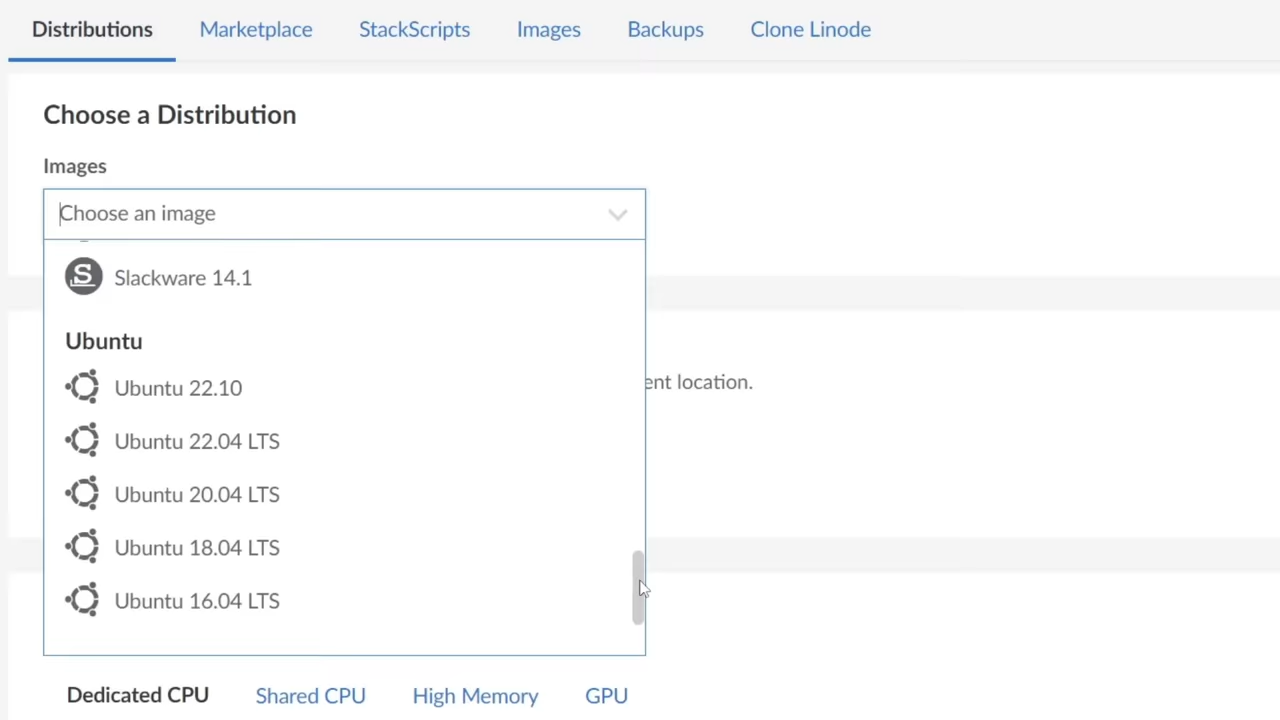 Distributions Marketplace StackScripts Images Backups Clone Linode
Choose a Distribution
Images
Choose an image
Slackware 14.1
Ubuntu
Ubuntu 22.10
ent location.
Ubuntu 22.04 LTS
Ubuntu 20.04 LTS
Ubuntu 18.04 LTS
Ubuntu 16.04 LTS
Dedicated CPU Shared CPU High Memory GPU